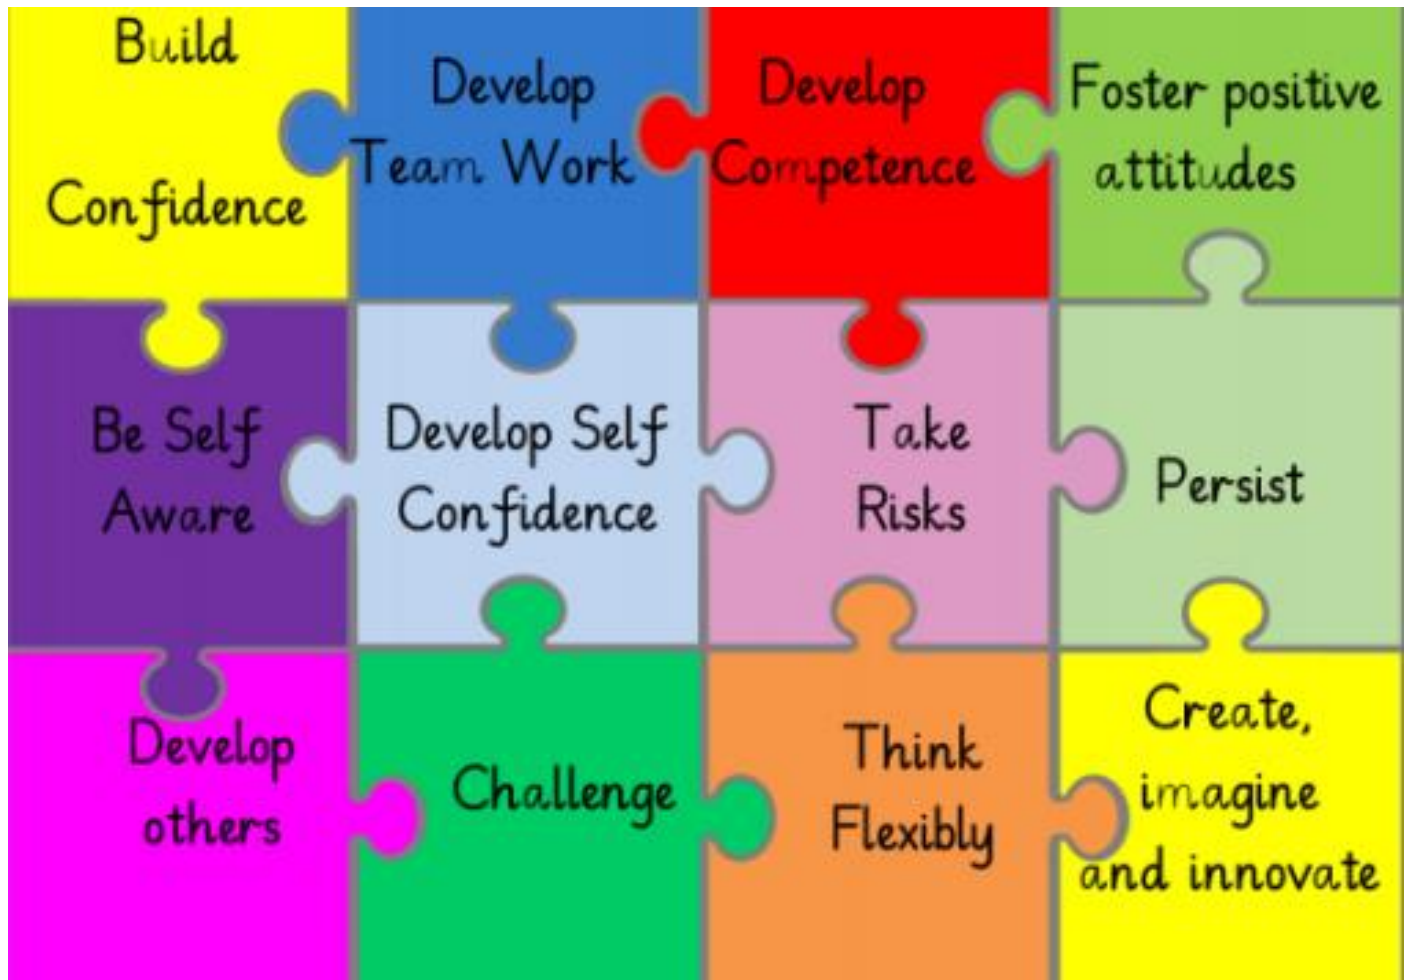 Build
Confidence
Develop
Team Work
Develop
Competence
Foster positive
attitudes
Be Self
Aware
Develop Self
Confidence
Take
Risks
Persist
Develop
others
Challenge
Think
Flexibly
Create,
imagine
and innovate